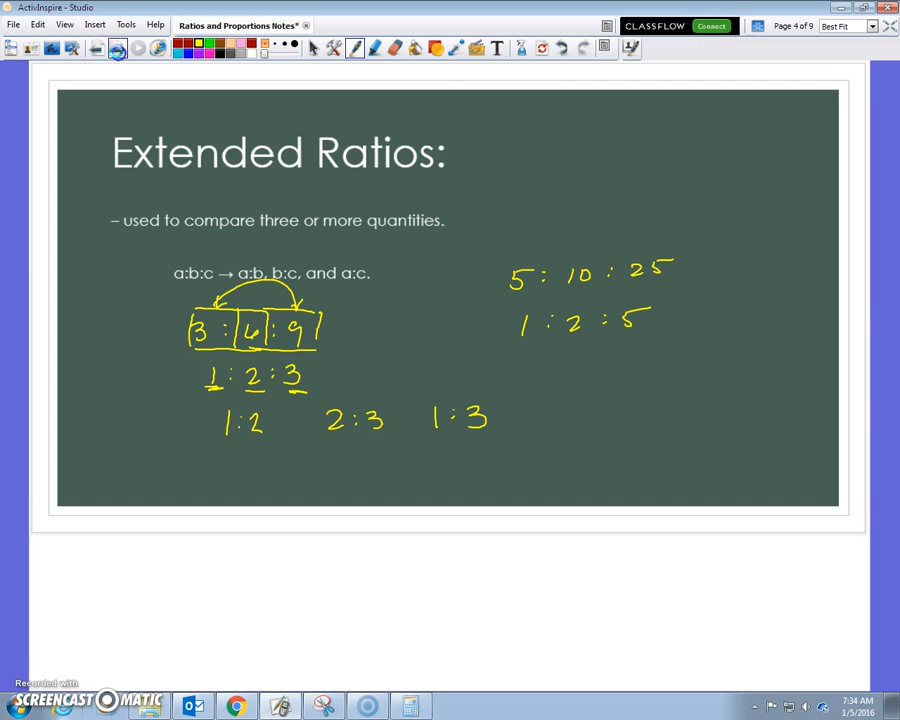 ActivInspire - Studio
File Edit View Insert Tools Help
Ratios and Proportions Notes*
CLASSFLOW Connect
Page 4 of 9
Best Fit
Extended Ratios:
– used to compare three or more quantities.
a:b:c → a:b, b:c, and a:c.
5 : 10 : 25
3 : 6 : 9
1 : 2 : 5
1 : 2 : 3
1:2 2:3 1:3
Recorded with
SCREENCAST MATIC
7:34 AM
1/5/2016